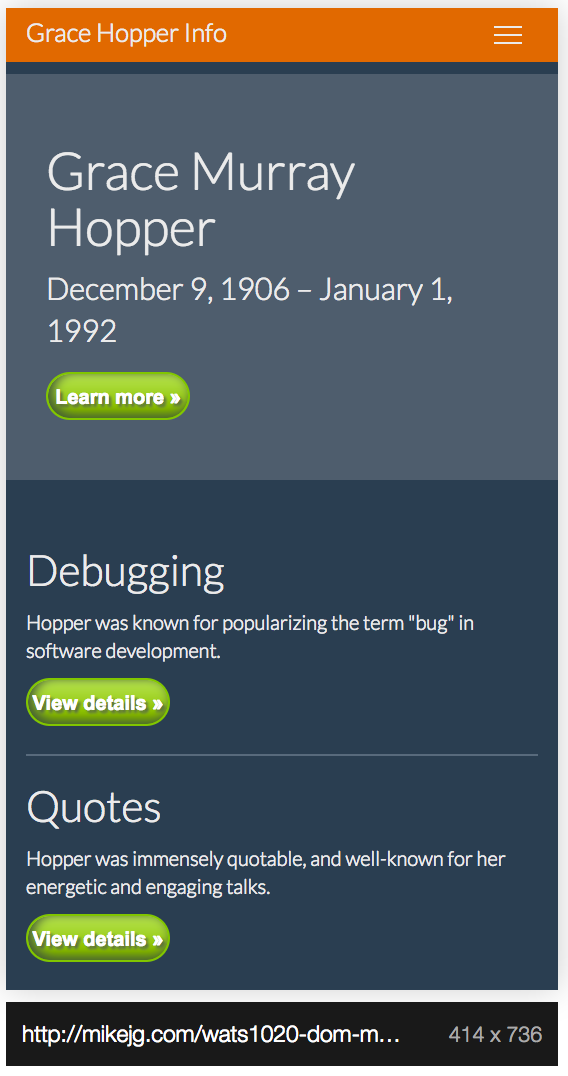 Grace Hopper Info
Grace Murray
Hopper
December 9, 1906 – January 1,
1992
Learn more »
Debugging
Hopper was known for popularizing the term "bug" in
software development.
View details »
Quotes
Hopper was immensely quotable, and well-known for her
energetic and engaging talks.
View details »
http://mikejg.com/wats1020-dom-m… 414 x 736